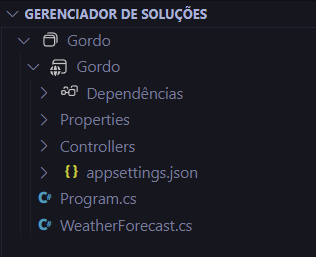 GERENCIADOR DE SOLUÇÕES
Gordo
Gordo
Dependências
Properties
Controllers
{} appsettings.json
C# Program.cs
C# WeatherForecast.cs